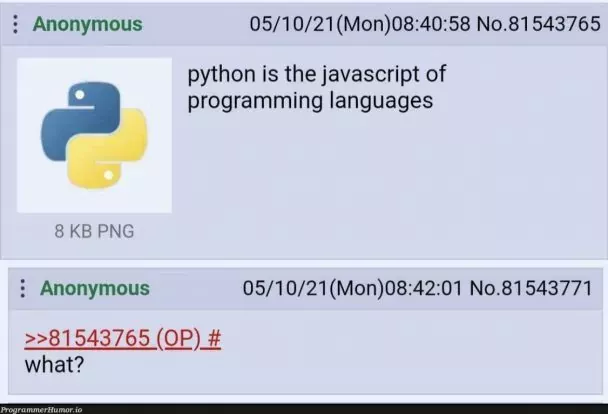 Anonymous 05/10/21(Mon)08:40:58 No.81543765
python is the javascript of
programming languages
8 KB PNG
Anonymous 05/10/21(Mon)08:42:01 No.81543771
>>81543765 (OP) #
what?
ProgrammerHumor.io